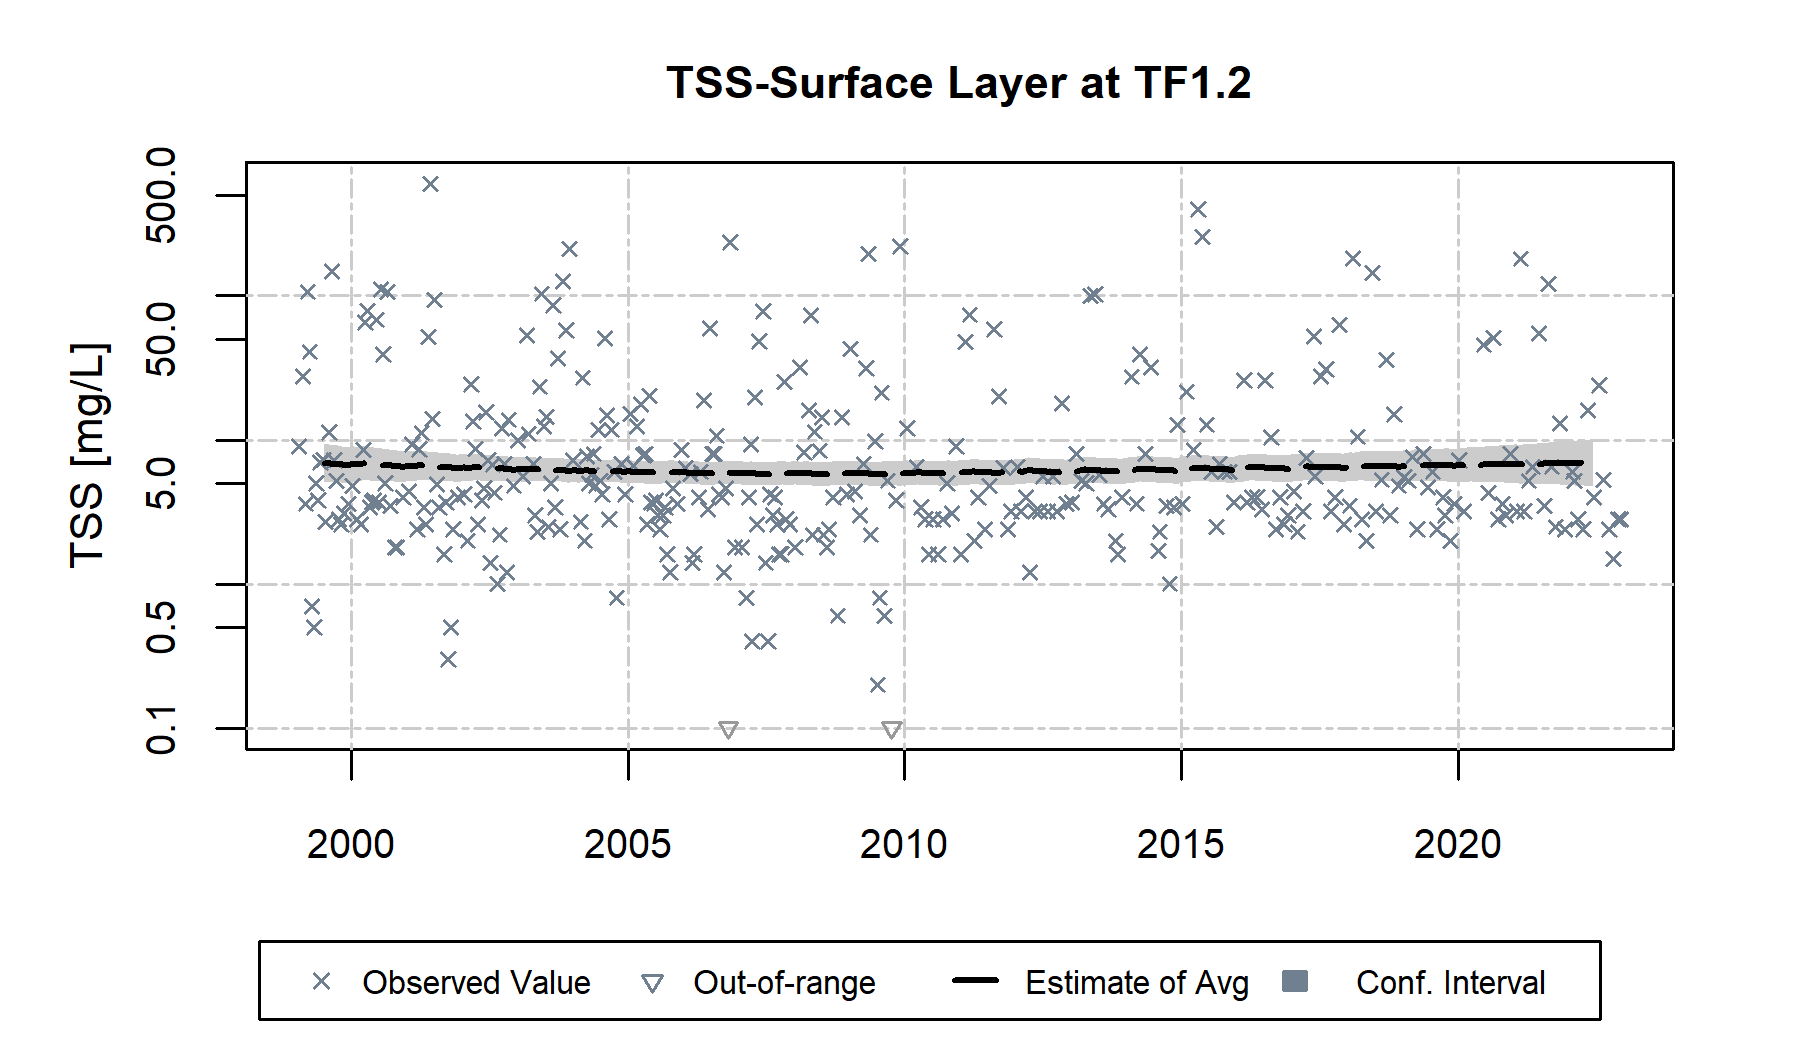 TSS-Surface Layer at TF1.2
TSS [mg/L]
500.0
50.0
5.0
0.5
0.1
2000 2005 2010 2015 2020
Observed Value Out-of-range Estimate of Avg Conf. Interval